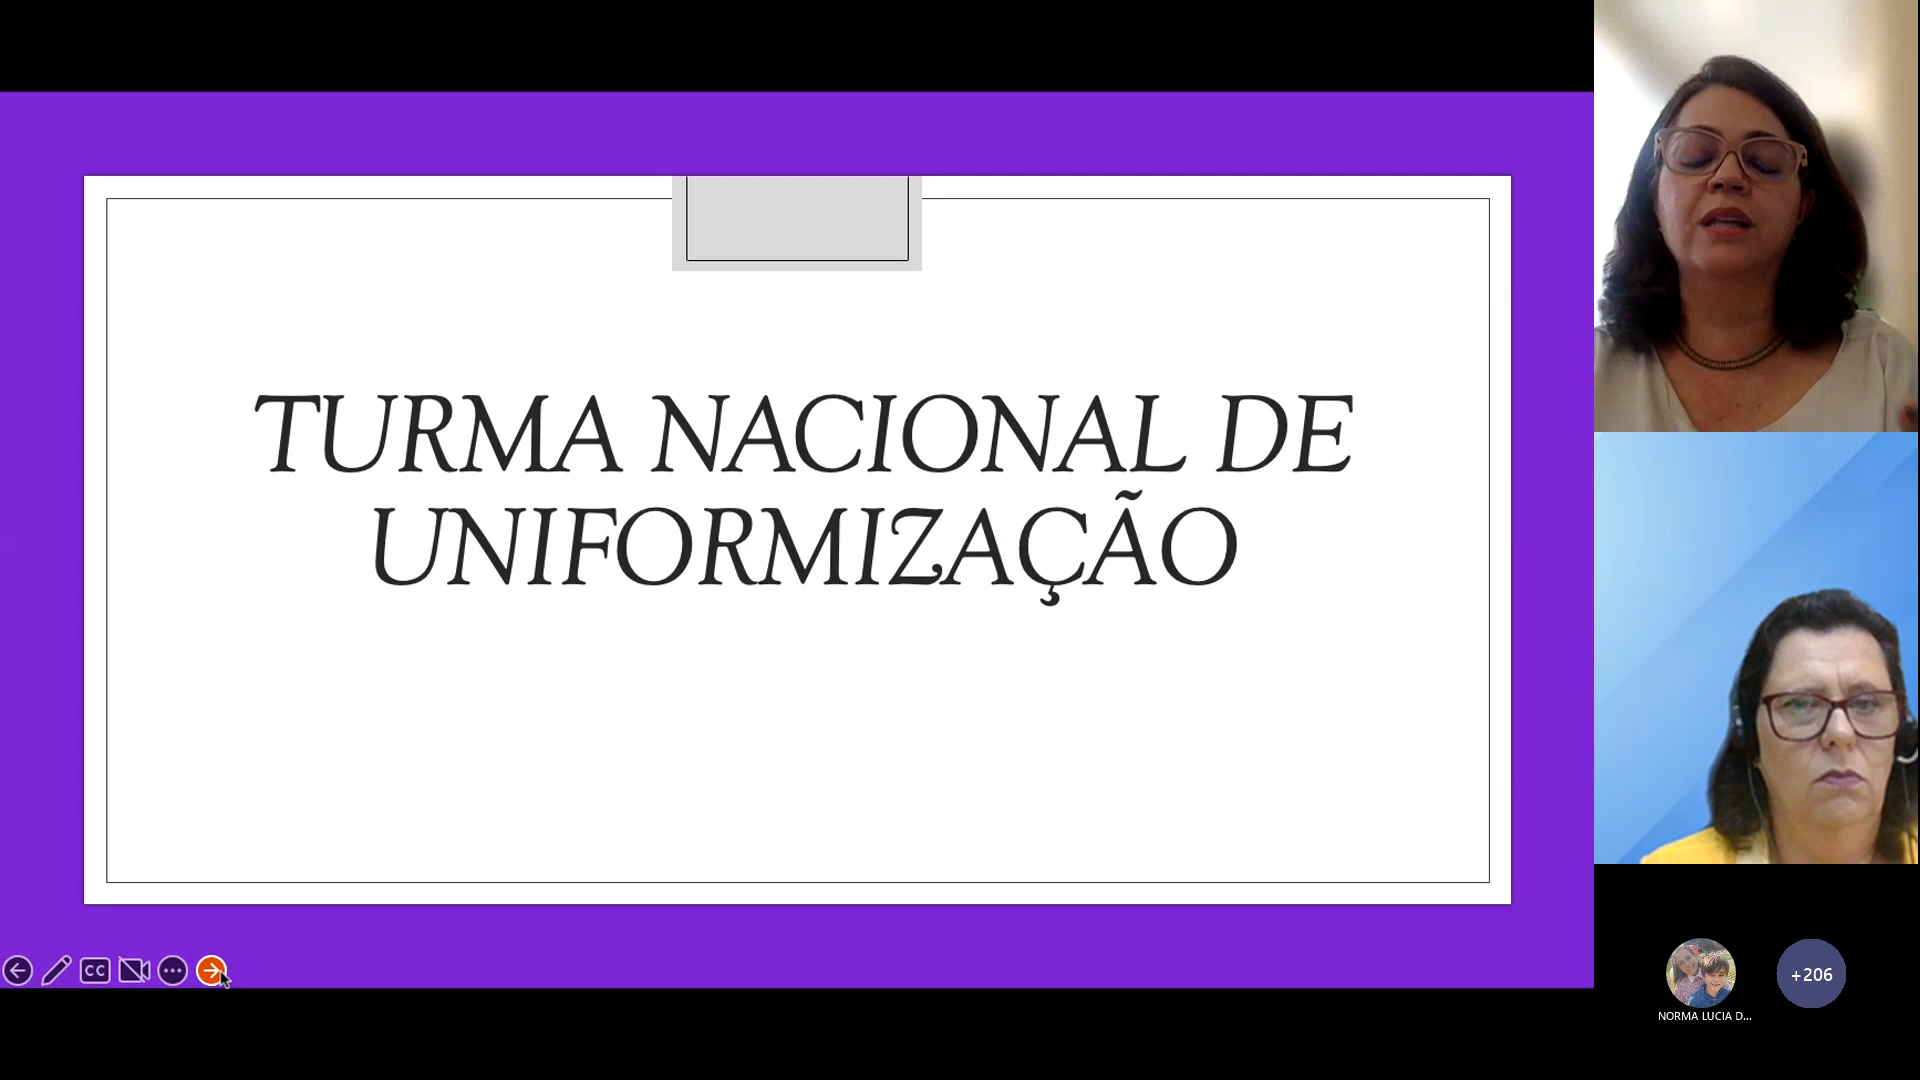 TURMA NACIONAL DE
UNIFORMIZAÇÃO
CC
NORMA LUCIA D...
+206